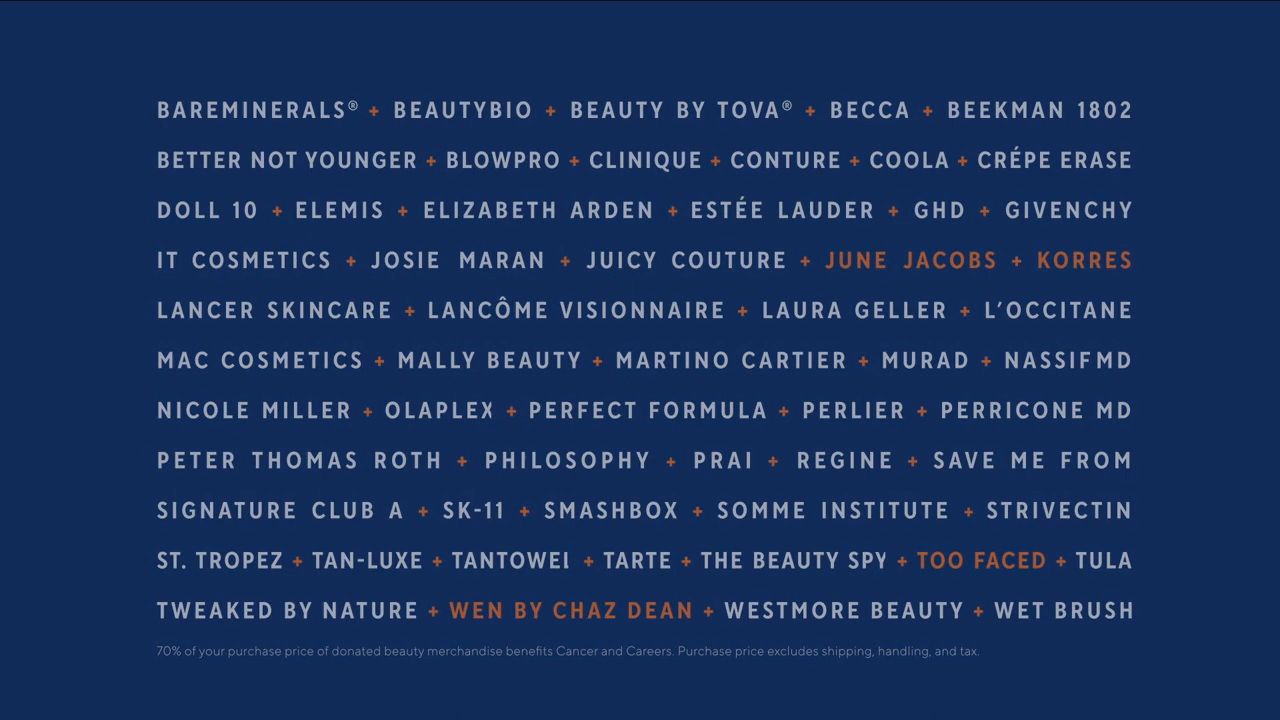 BAREMINERALS® + BEAUTYBIO + BEAUTY BY TOVA® + BECCA + BEEKMAN 1802
BETTER NOT YOUNGER + BLOWPRO + CLINIQUE + CONTURE + COOLA + CRÉPE ERASE
DOLL 10 + ELEMIS + ELIZABETH ARDEN + ESTÉE LAUDER + GHD + GIVENCHY
IT COSMETICS + JOSIE MARAN + JUICY COUTURE + JUNE JACOBS + KORRES
LANCER SKINCARE + LANCÔME VISIONNAIRE + LAURA GELLER + L’OCCITANE
MAC COSMETICS + MALLY BEAUTY + MARTINO CARTIER + MURAD + NASSIFMD
NICOLE MILLER + OLAPLEX + PERFECT FORMULA + PERLIER + PERRICONE MD
PETER THOMAS ROTH + PHILOSOPHY + PRAI + REGINE + SAVE ME FROM
SIGNATURE CLUB A + SK-11 + SMASHBOX + SOMME INSTITUTE + STRIVECTIN
ST. TROPEZ + TAN-LUXE + TANTOWEL + TARTE + THE BEAUTY SPY + TOO FACED + TULA
TWEAKED BY NATURE + WEN BY CHAZ DEAN + WESTMORE BEAUTY + WET BRUSH
70% of your purchase price of donated beauty merchandise benefits Cancer and Careers. Purchase price excludes shipping, handling, and tax.